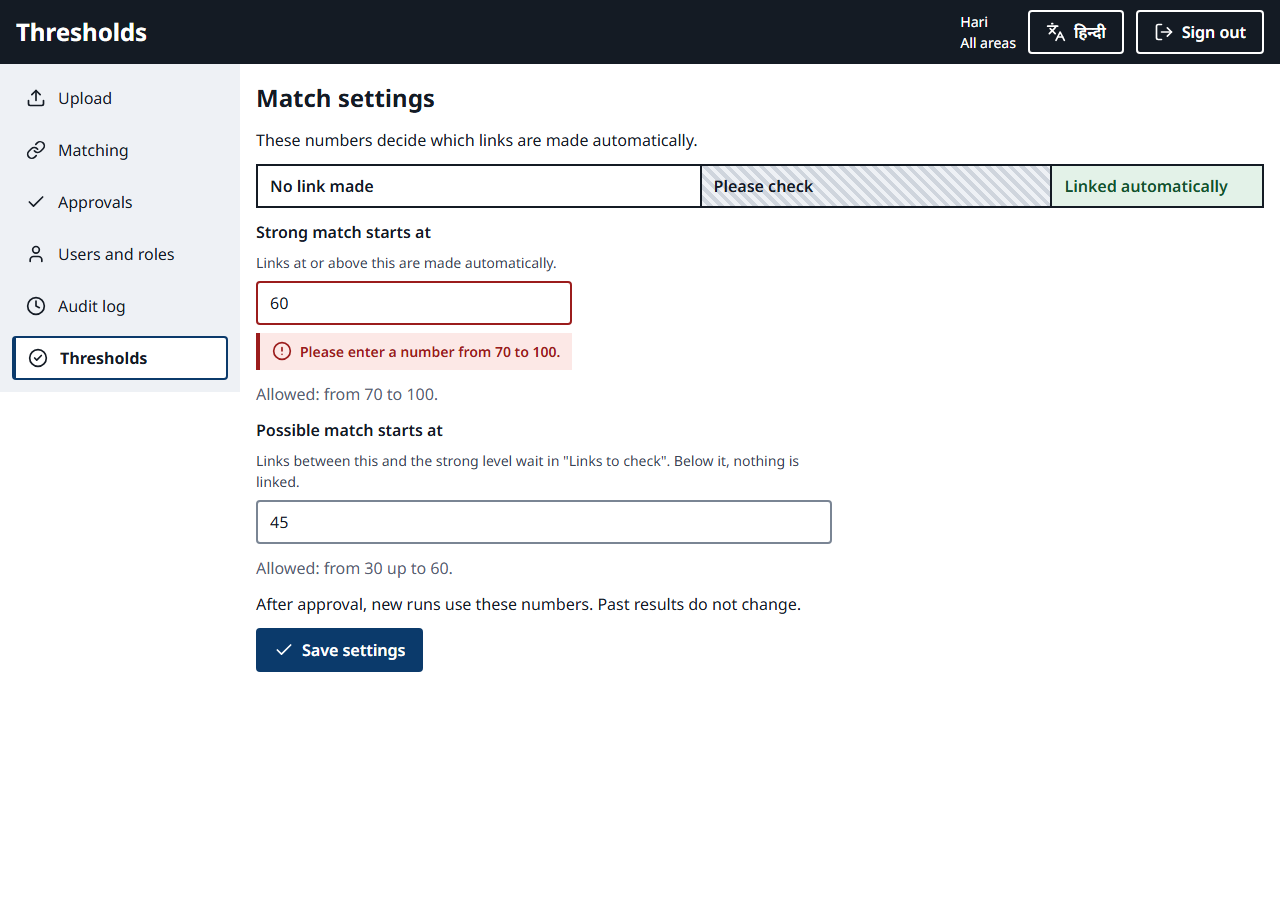 Thresholds
Hari
All areas
हिन्दी
Sign out
Upload
Matching
Approvals
Users and roles
Audit log
Thresholds
Match settings
These numbers decide which links are made automatically.
No link made
Please check
Linked automatically
Strong match starts at
Links at or above this are made automatically.
60
Please enter a number from 70 to 100.
Allowed: from 70 to 100.
Possible match starts at
Links between this and the strong level wait in "Links to check". Below it, nothing is
linked.
45
Allowed: from 30 up to 60.
After approval, new runs use these numbers. Past results do not change.
Save settings